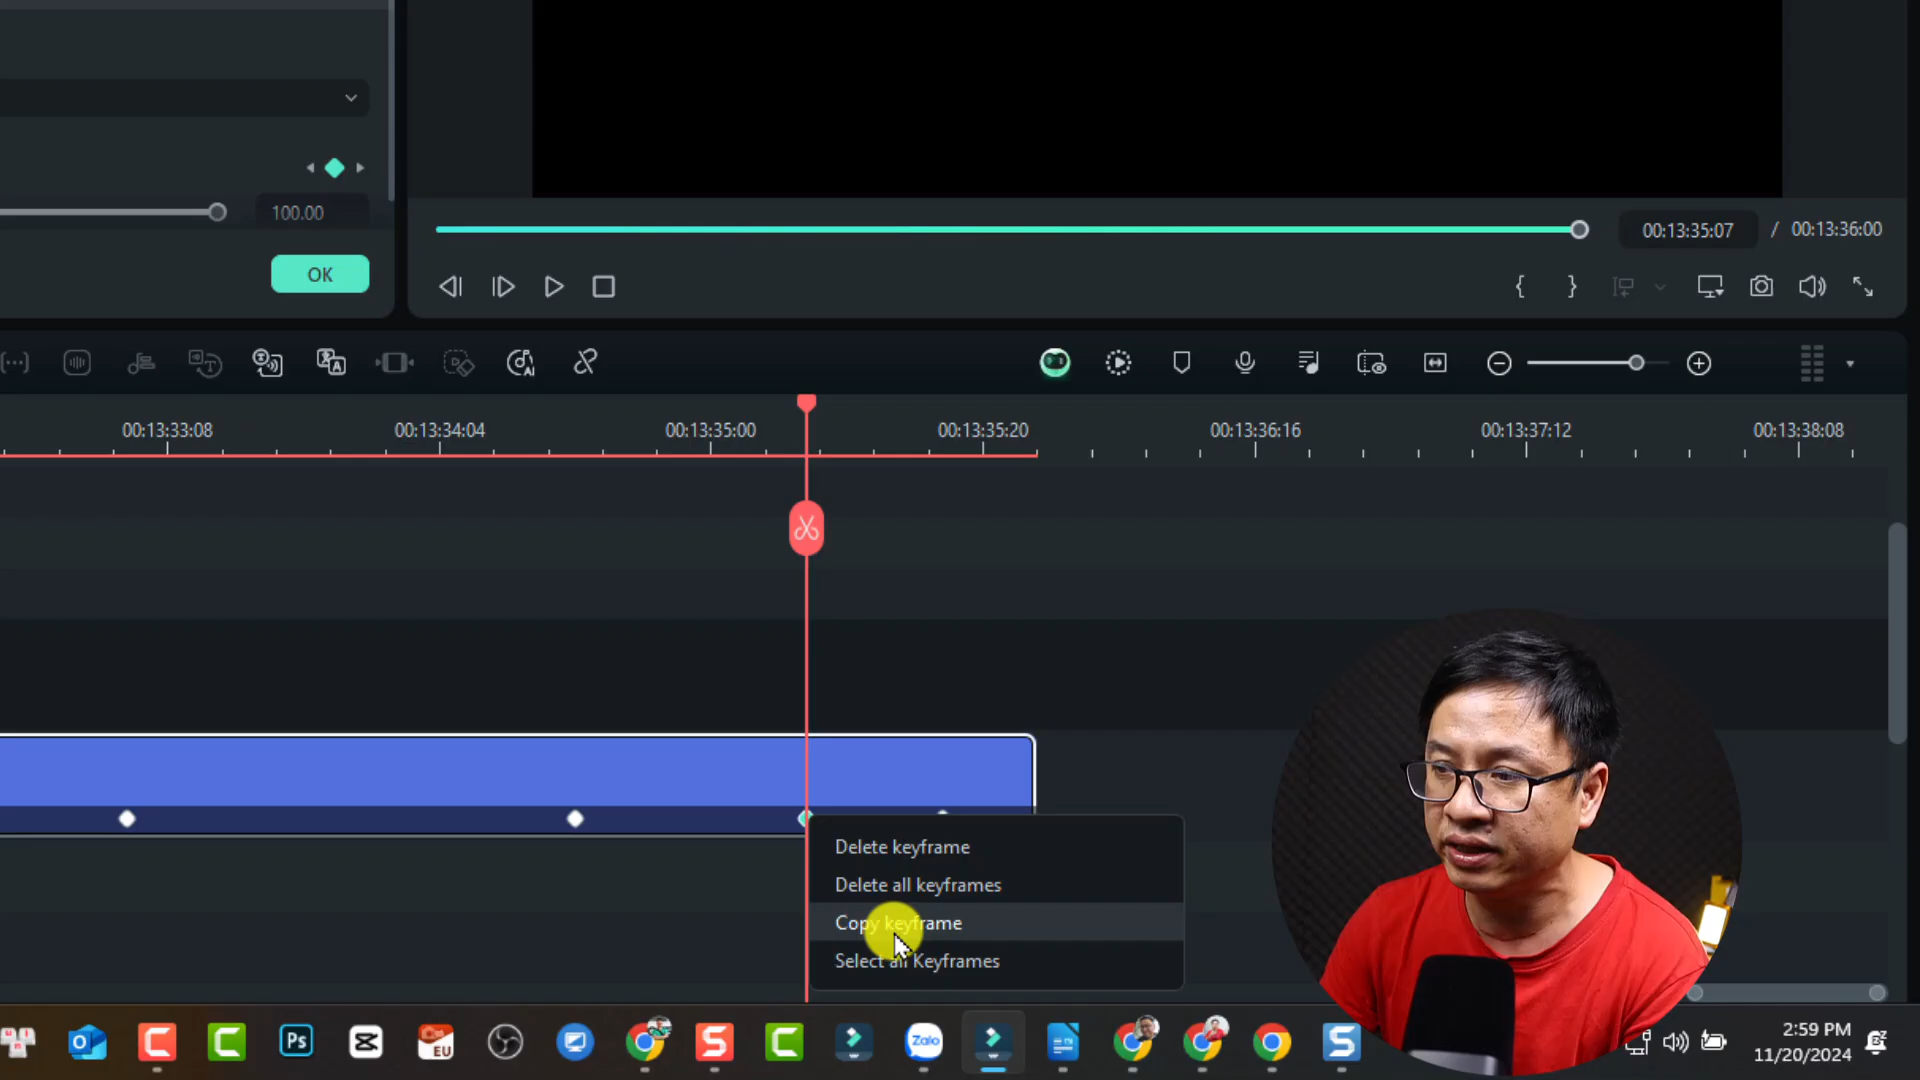 100.00
OK
00:13:35:07 / 00:13:36:00
00:13:33:08 00:13:34:04 00:13:35:00 00:13:35:20 00:13:36:16 00:13:37:12 00:13:38:08
Delete keyframe
Delete all keyframes
Copy keyframe
Select all Keyframes
Ps
EU
Zalo
2:59 PM
11/20/2024